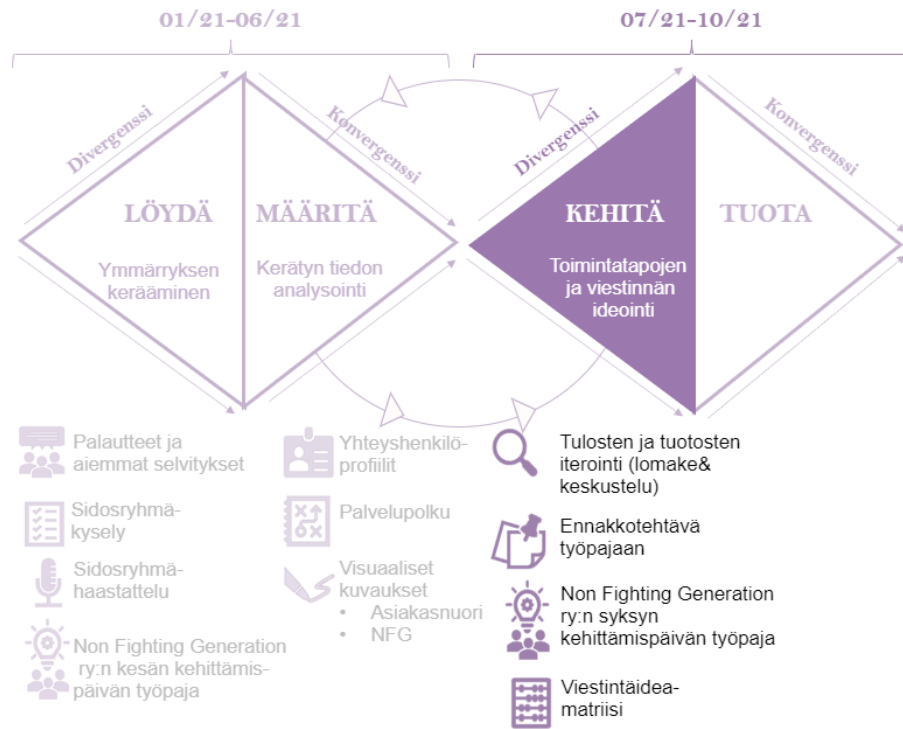 01/21-06/21
07/21-10/21
Divergenssi
Konvergenssi
Divergenssi
Konvergenssi
LÖYDÄ
MÄÄRITÄ
KEHITÄ
TUOTA
Ymmärryksen
kerääminen
Kerätyn tiedon
analysointi
Toimintatapojen
ja viestinnän
ideointi
Palautteet ja
aiemmat selvitykset
Sidosryhmä-
kysely
Sidosryhmä-
haastattelu
Non Fighting Generation
ry:n kesän kehittämis-
päivän työpaja
Yhteyshenkilö-
profiilit
Palvelupolku
Visuaaliset
kuvaukset
• Asiakasnuori
• NFG
Tulosten ja tuotosten
iterointi (lomake&
keskustelu)
Ennakkotehtävä
työpajaan
Non Fighting Generation
ry:n syksyn
kehittämispäivän työpaja
Viestintäidea-
matriisi